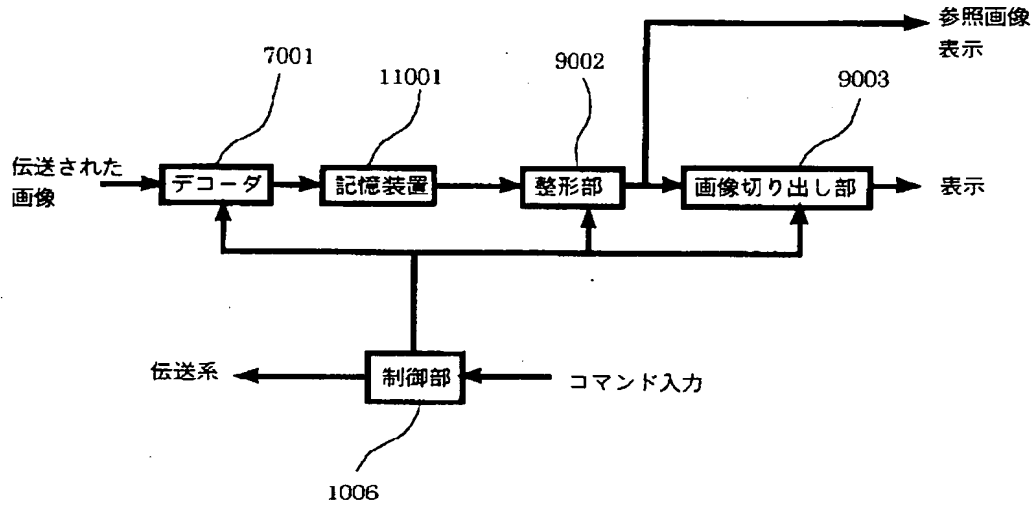 参照画像
表示
7001
11001
9002
9003
伝送された
画像
デコーダ
記憶装置
整形部
画像切り出し部
表示
伝送系
制御部
コマンド入力
1006